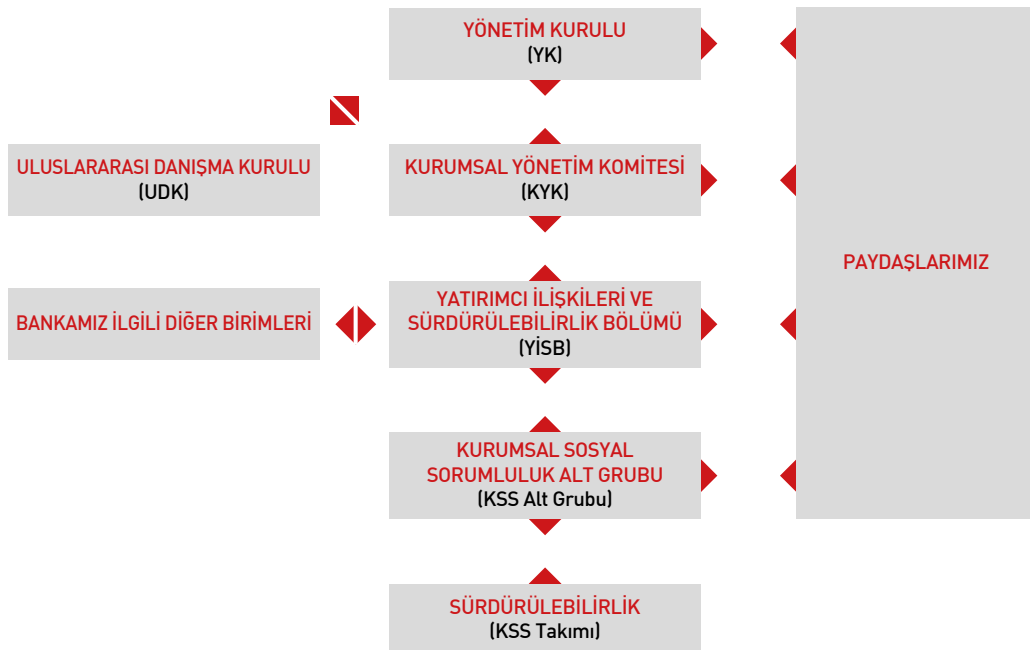 YÖNETİM KURULU
(YK)
ULUSLARARASI DANIŞMA KURULU
(UDK)
KURUMSAL YÖNETİM KOMİTESİ
(KYK)
PAYDAŞLARIMIZ
BANKAMIZ İLGİLİ DİĞER BİRİMLERİ
YATIRIMCI İLİŞKİLERİ VE
SÜRDÜRÜLEBİLİRLİK BÖLÜMÜ
(YİSB)
KURUMSAL SOSYAL
SORUMLULUK ALT GRUBU
(KSS Alt Grubu)
SÜRDÜRÜLEBİLİRLİK
(KSS Takımı)